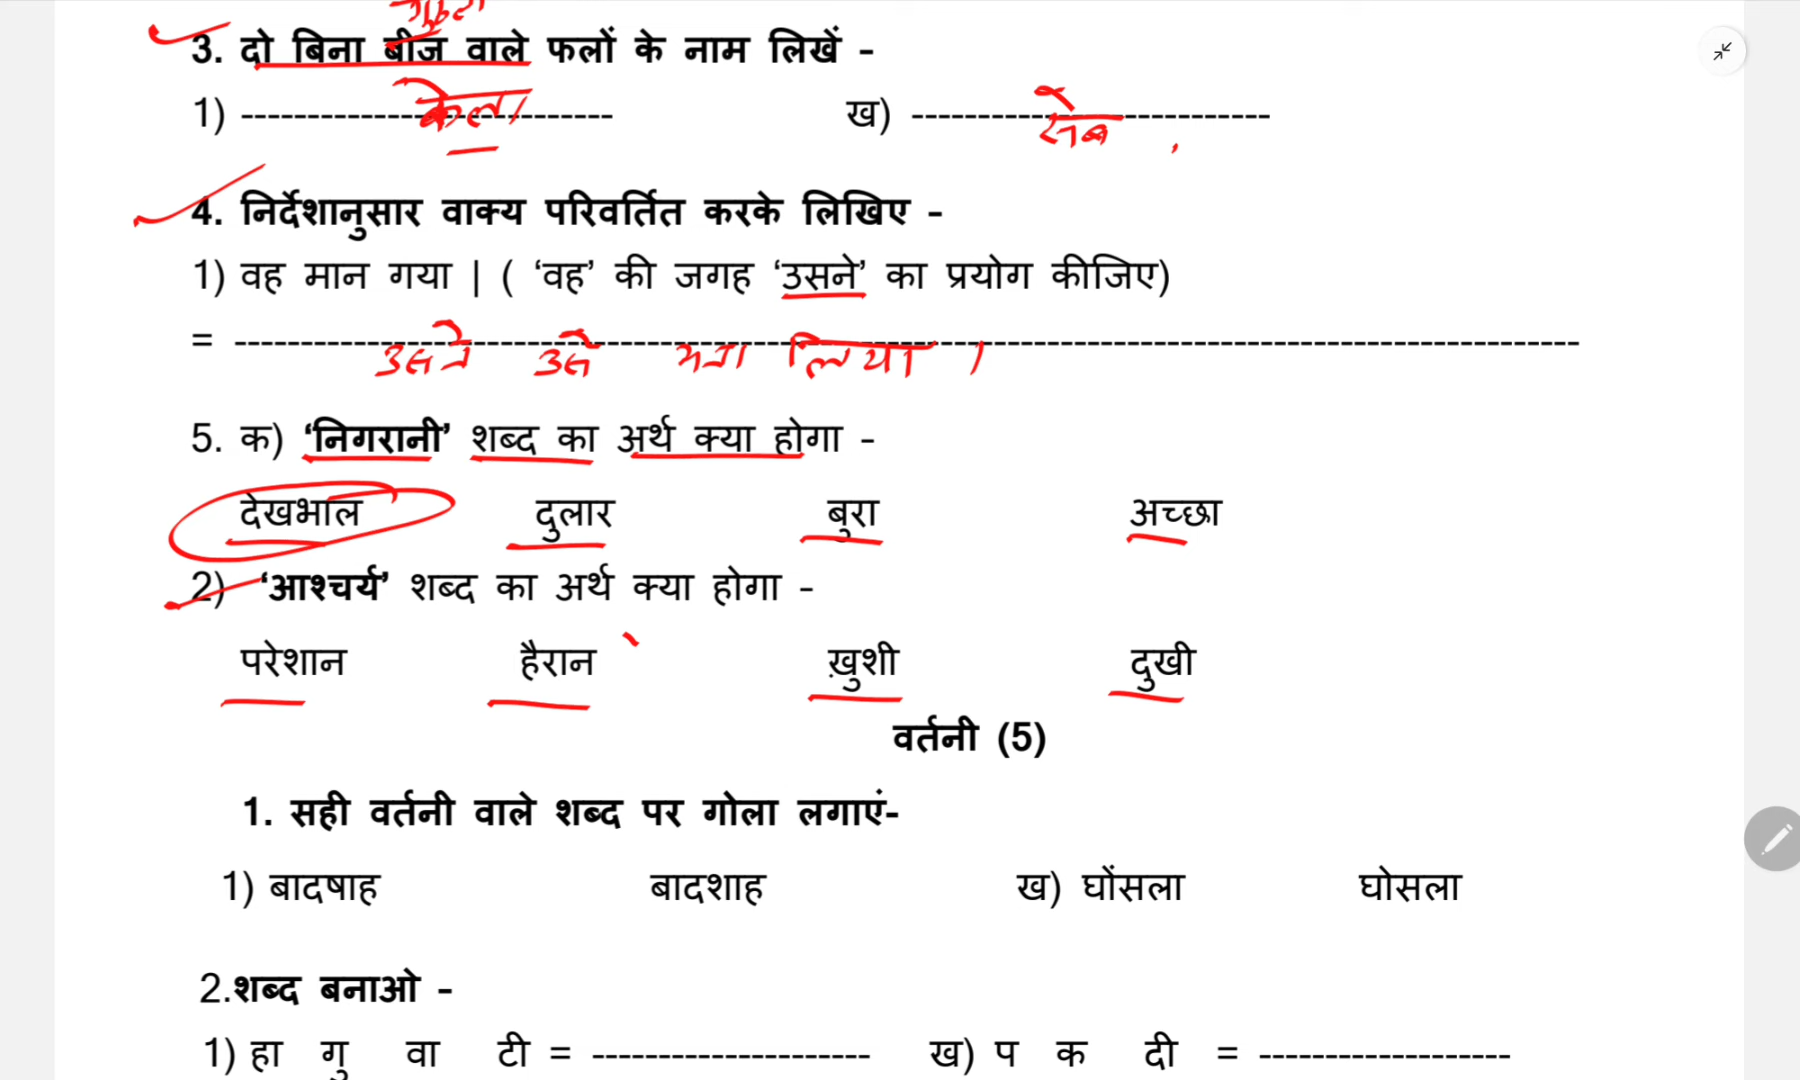 3. दो बिना बीज वाले फलों के नाम लिखें -
1) ---------------------------- केला ख) --------------------------- सेब
4. निर्देशानुसार वाक्य परिवर्तित करके लिखिए -
1) वह मान गया | ( ‘वह’ की जगह ‘उसने’ का प्रयोग कीजिए)
= ---------------------------- उसने उसे मना लिया ।
5. क) ‘निगरानी’ शब्द का अर्थ क्या होगा -
देखभाल दुलार बुरा अच्छा
2) ‘आश्चर्य’ शब्द का अर्थ क्या होगा -
परेशान हैरान ख़ुशी दुखी
वर्तनी (5)
1. सही वर्तनी वाले शब्द पर गोला लगाएं-
1) बादषाह बादशाह ख) घोंसला घोसला
2.शब्द बनाओ -
1) हा गु वा टी = --------------------- ख) प क दी = -------------------